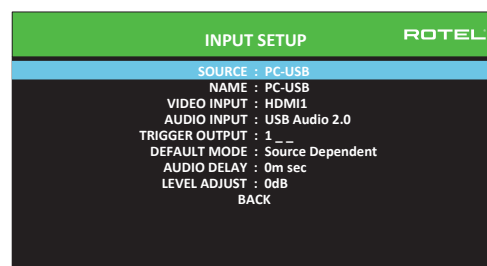 INPUT SETUP ROTEL
SOURCE : PC-USB
NAME : PC-USB
VIDEO INPUT : HDMI1
AUDIO INPUT : USB Audio 2.0
TRIGGER OUTPUT : 1 _ _
DEFAULT MODE : Source Dependent
AUDIO DELAY : 0m sec
LEVEL ADJUST : 0dB
BACK